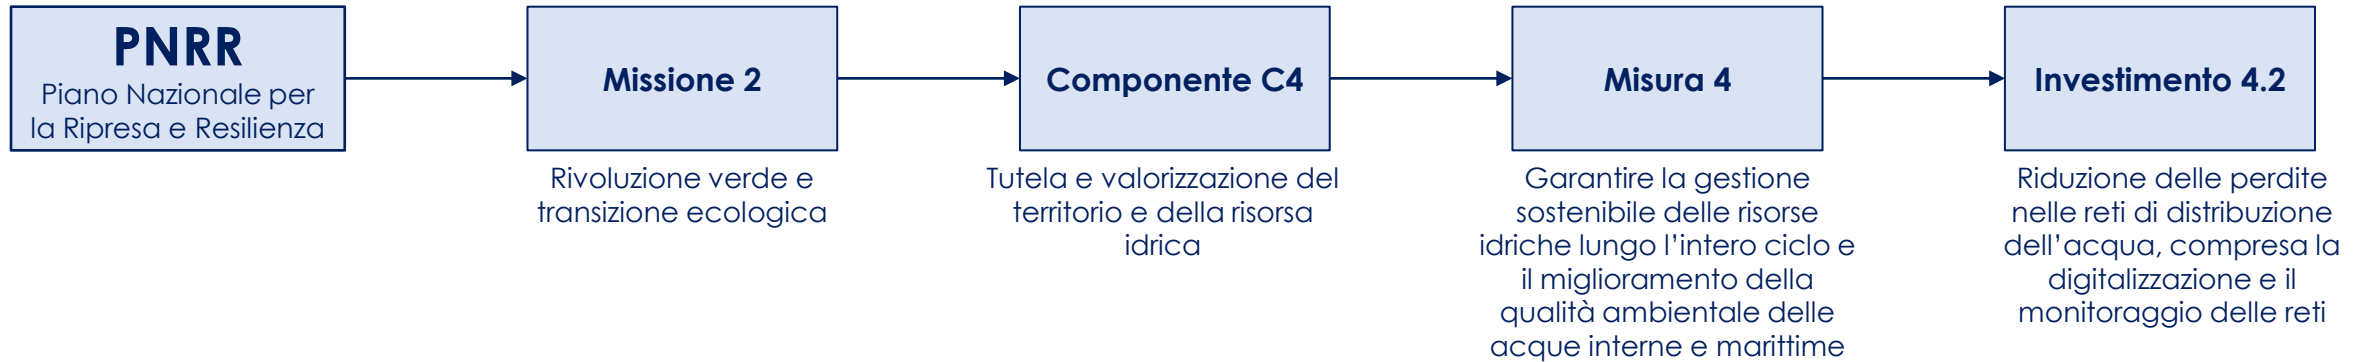 PNRR
Piano Nazionale per
la Ripresa e Resilienza
Missione 2
Rivoluzione verde e
transizione ecologica
Componente C4
Tutela e valorizzazione del
territorio e della risorsa
idrica
Misura 4
Garantire la gestione
sostenibile delle risorse
idriche lungo l’intero ciclo e
il miglioramento della
qualità ambientale delle
acque interne e marittime
Investimento 4.2
Riduzione delle perdite
nelle reti di distribuzione
dell’acqua, compresa la
digitalizzazione e il
monitoraggio delle reti